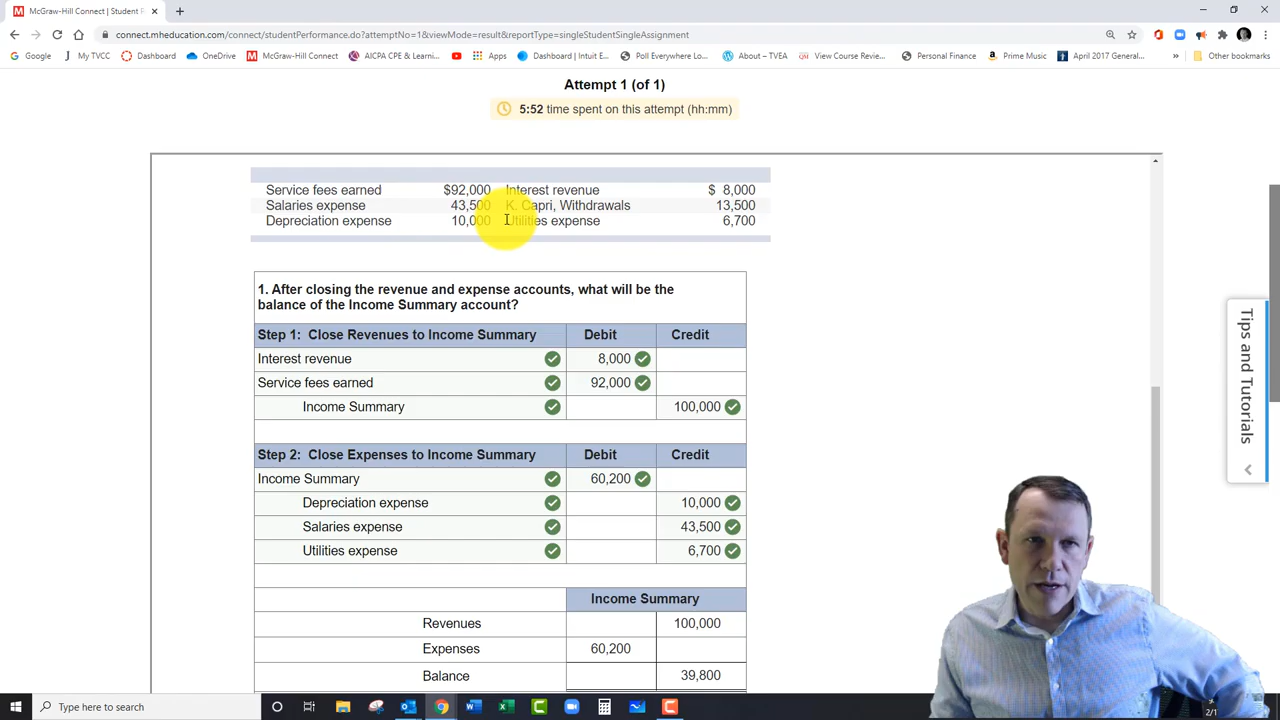 McGraw-Hill Connect | Student P
connect.mheducation.com/connect/studentPerformance.do?attemptNo=1&viewMode=result&reportType=singleStudentSingleAssignment
Google My TVCC Dashboard OneDrive McGraw-Hill Connect AICPA CPE & Learni... Apps Dashboard | Intuit E... Poll Everywhere Lo... About – TVEA View Course Revie... Personal Finance Prime Music April 2017 General... » Other bookmarks
Attempt 1 (of 1)
5:52 time spent on this attempt (hh:mm)
Service fees earned $92,000 Interest revenue $ 8,000
Salaries expense 43,500 K. Capri, Withdrawals 13,500
Depreciation expense 10,000 Utilities expense 6,700
1. After closing the revenue and expense accounts, what will be the
balance of the Income Summary account?
Step 1: Close Revenues to Income Summary Debit Credit
Interest revenue 8,000
Service fees earned 92,000
Income Summary 100,000
Step 2: Close Expenses to Income Summary Debit Credit
Income Summary 60,200
Depreciation expense 10,000
Salaries expense 43,500
Utilities expense 6,700
Income Summary
Revenues 100,000
Expenses 60,200
Balance 39,800
Tips and Tutorials
Type here to search
2/1